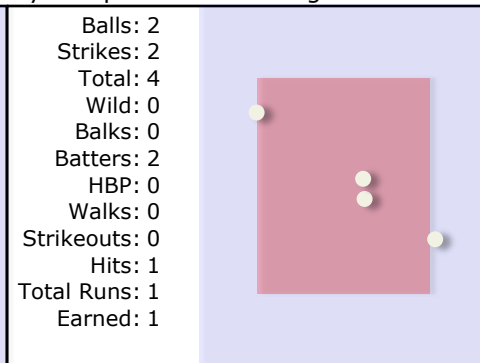 Balls: 2
Strikes: 2
Total: 4
Wild: 0
Balks: 0
Batters: 2
HBP: 0
Walks: 0
Strikeouts: 0
Hits: 1
Total Runs: 1
Earned: 1